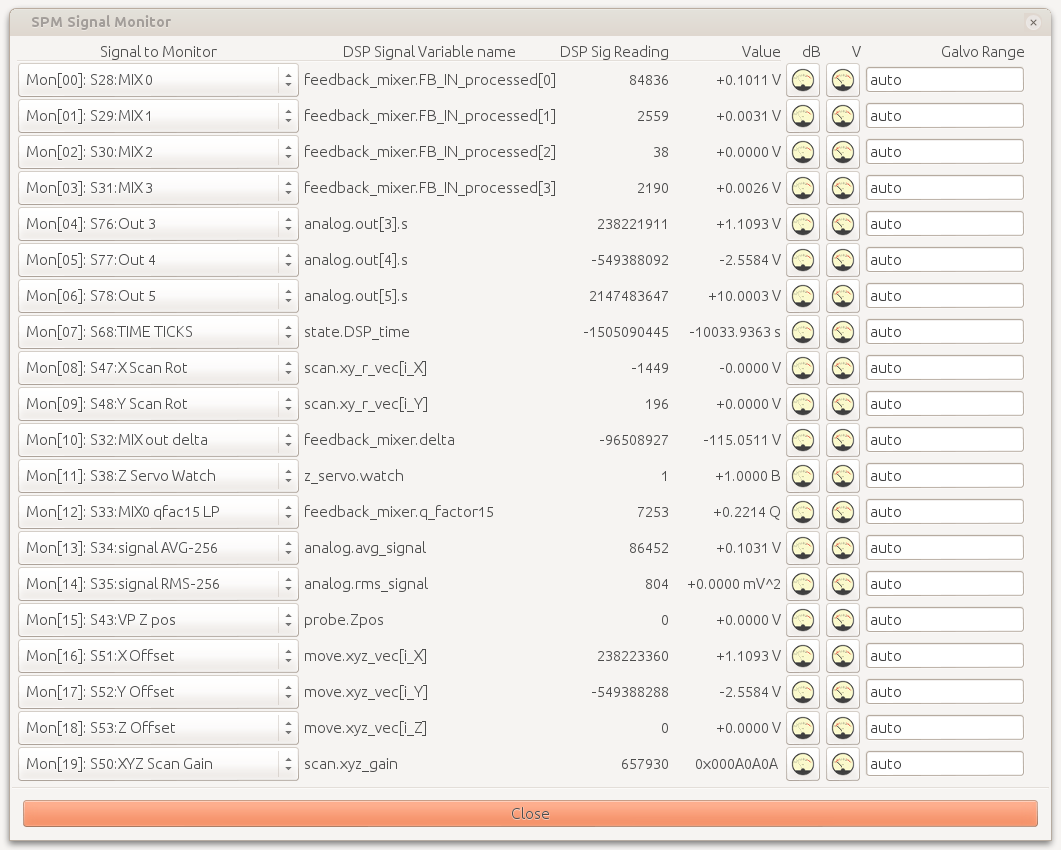 SPM Signal Monitor
Signal to Monitor DSP Signal Variable name DSP Sig Reading Value dB V Galvo Range
Mon[00]: S28:MIX 0 feedback_mixer.FB_IN_processed[0] 84836 +0.1011 V auto
Mon[01]: S29:MIX 1 feedback_mixer.FB_IN_processed[1] 2559 +0.0031 V auto
Mon[02]: S30:MIX 2 feedback_mixer.FB_IN_processed[2] 38 +0.0000 V auto
Mon[03]: S31:MIX 3 feedback_mixer.FB_IN_processed[3] 2190 +0.0026 V auto
Mon[04]: S76:Out 3 analog.out[3].s 238221911 +1.1093 V auto
Mon[05]: S77:Out 4 analog.out[4].s -549388092 -2.5584 V auto
Mon[06]: S78:Out 5 analog.out[5].s 2147483647 +10.0003 V auto
Mon[07]: S68:TIME TICKS state.DSP_time -1505090445 -10033.9363 s auto
Mon[08]: S47:X Scan Rot scan.xy_r_vec[i_X] -1449 -0.0000 V auto
Mon[09]: S48:Y Scan Rot scan.xy_r_vec[i_Y] 196 +0.0000 V auto
Mon[10]: S32:MIX out delta feedback_mixer.delta -96508927 -115.0511 V auto
Mon[11]: S38:Z Servo Watch z_servo.watch 1 +1.0000 B auto
Mon[12]: S33:MIX0 qfac15 LP feedback_mixer.q_factor15 7253 +0.2214 Q auto
Mon[13]: S34:signal AVG-256 analog.avg_signal 86452 +0.1031 V auto
Mon[14]: S35:signal RMS-256 analog.rms_signal 804 +0.0000 mV^2 auto
Mon[15]: S43:VP Z pos probe.Zpos 0 +0.0000 V auto
Mon[16]: S51:X Offset move.xyz_vec[i_X] 238223360 +1.1093 V auto
Mon[17]: S52:Y Offset move.xyz_vec[i_Y] -549388288 -2.5584 V auto
Mon[18]: S53:Z Offset move.xyz_vec[i_Z] 0 +0.0000 V auto
Mon[19]: S50:XYZ Scan Gain scan.xyz_gain 657930 0x000A0A0A auto
Close